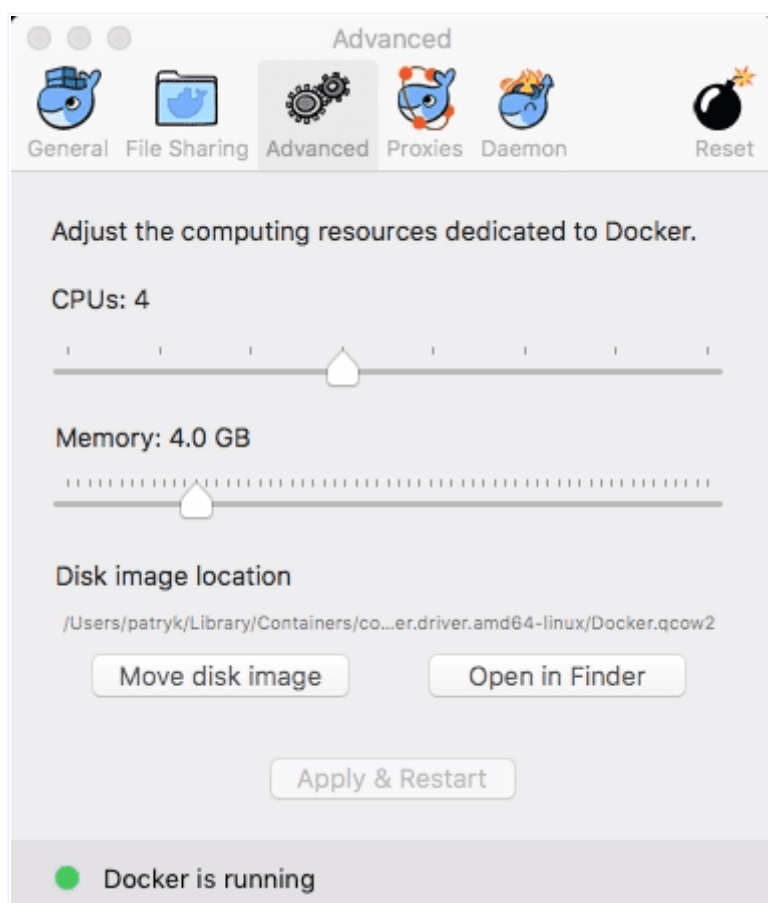 Advanced
General File Sharing Advanced Proxies Daemon Reset
Adjust the computing resources dedicated to Docker.
CPUs: 4
Memory: 4.0 GB
Disk image location
/Users/patryk/Library/Containers/co...er.driver.amd64-linux/Docker.qcow2
Move disk image Open in Finder
Apply & Restart
Docker is running